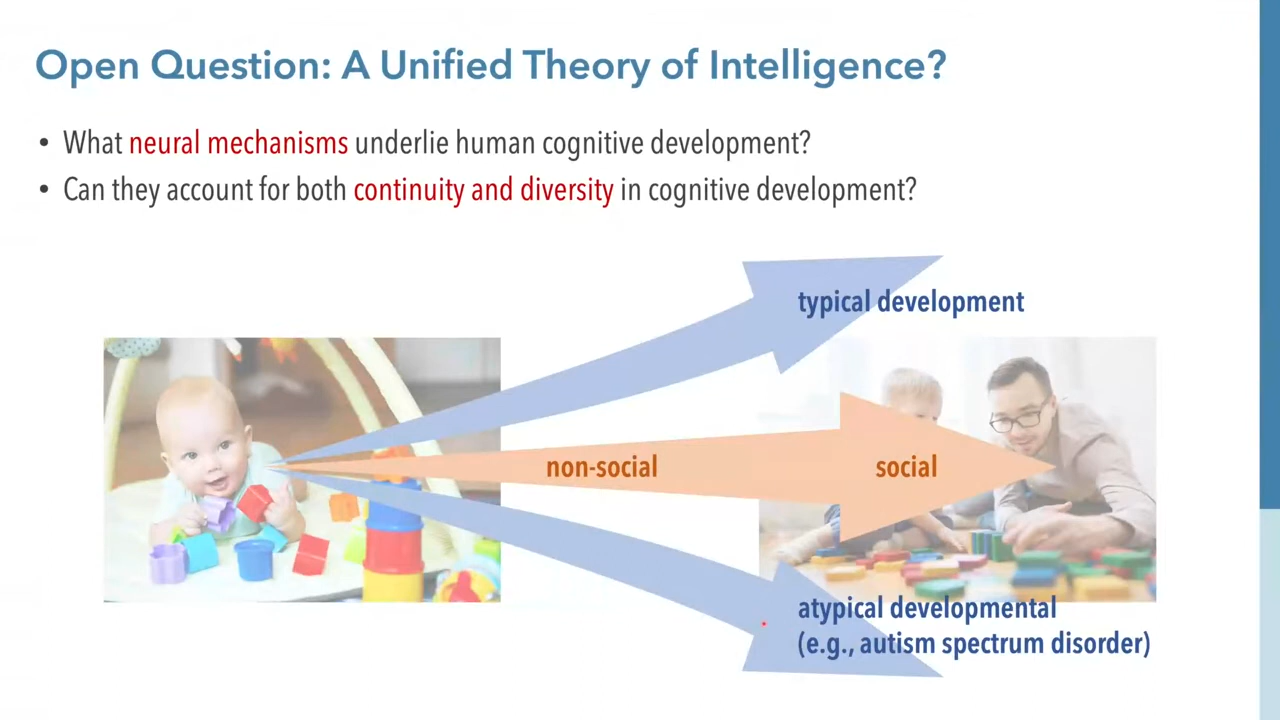 Open Question: A Unified Theory of Intelligence?
• What neural mechanisms underlie human cognitive development?
• Can they account for both continuity and diversity in cognitive development?
typical development
non-social
social
atypical developmental
(e.g., autism spectrum disorder)